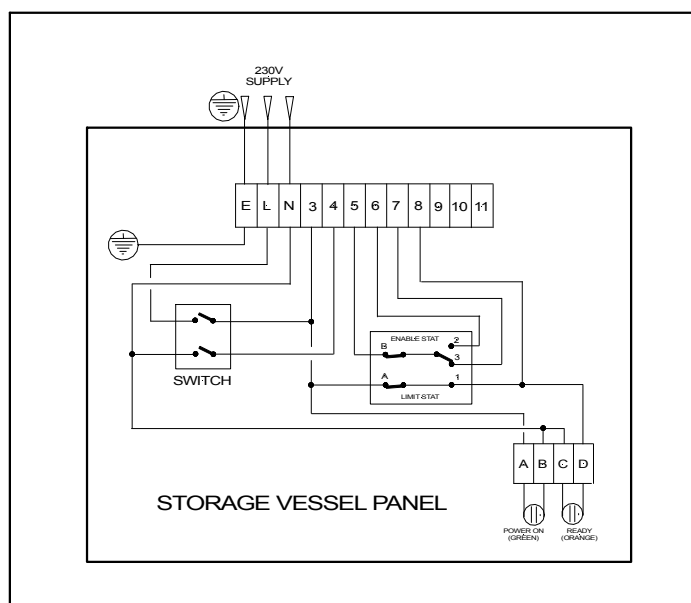 230V
SUPPLY
E L N 3 4 5 6 7 8 9 10 11
ENABLE STAT
2
B
3
A
1
LIMIT STAT
SWITCH
A B C D
STORAGE VESSEL PANEL
POWER ON
(GREEN)
READY
(ORANGE)